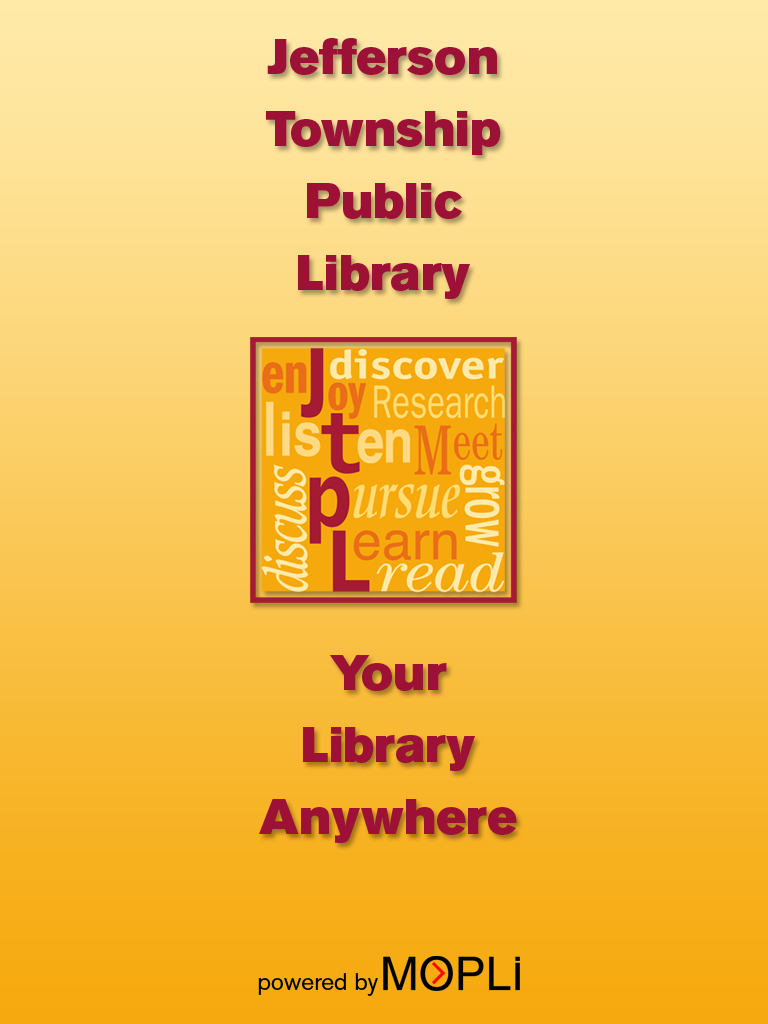 Jefferson
Township
Public
Library
enJoy discover
Research
listen Meet
discuss pursue grow
Learn
read
Your
Library
Anywhere
powered by MOPLi